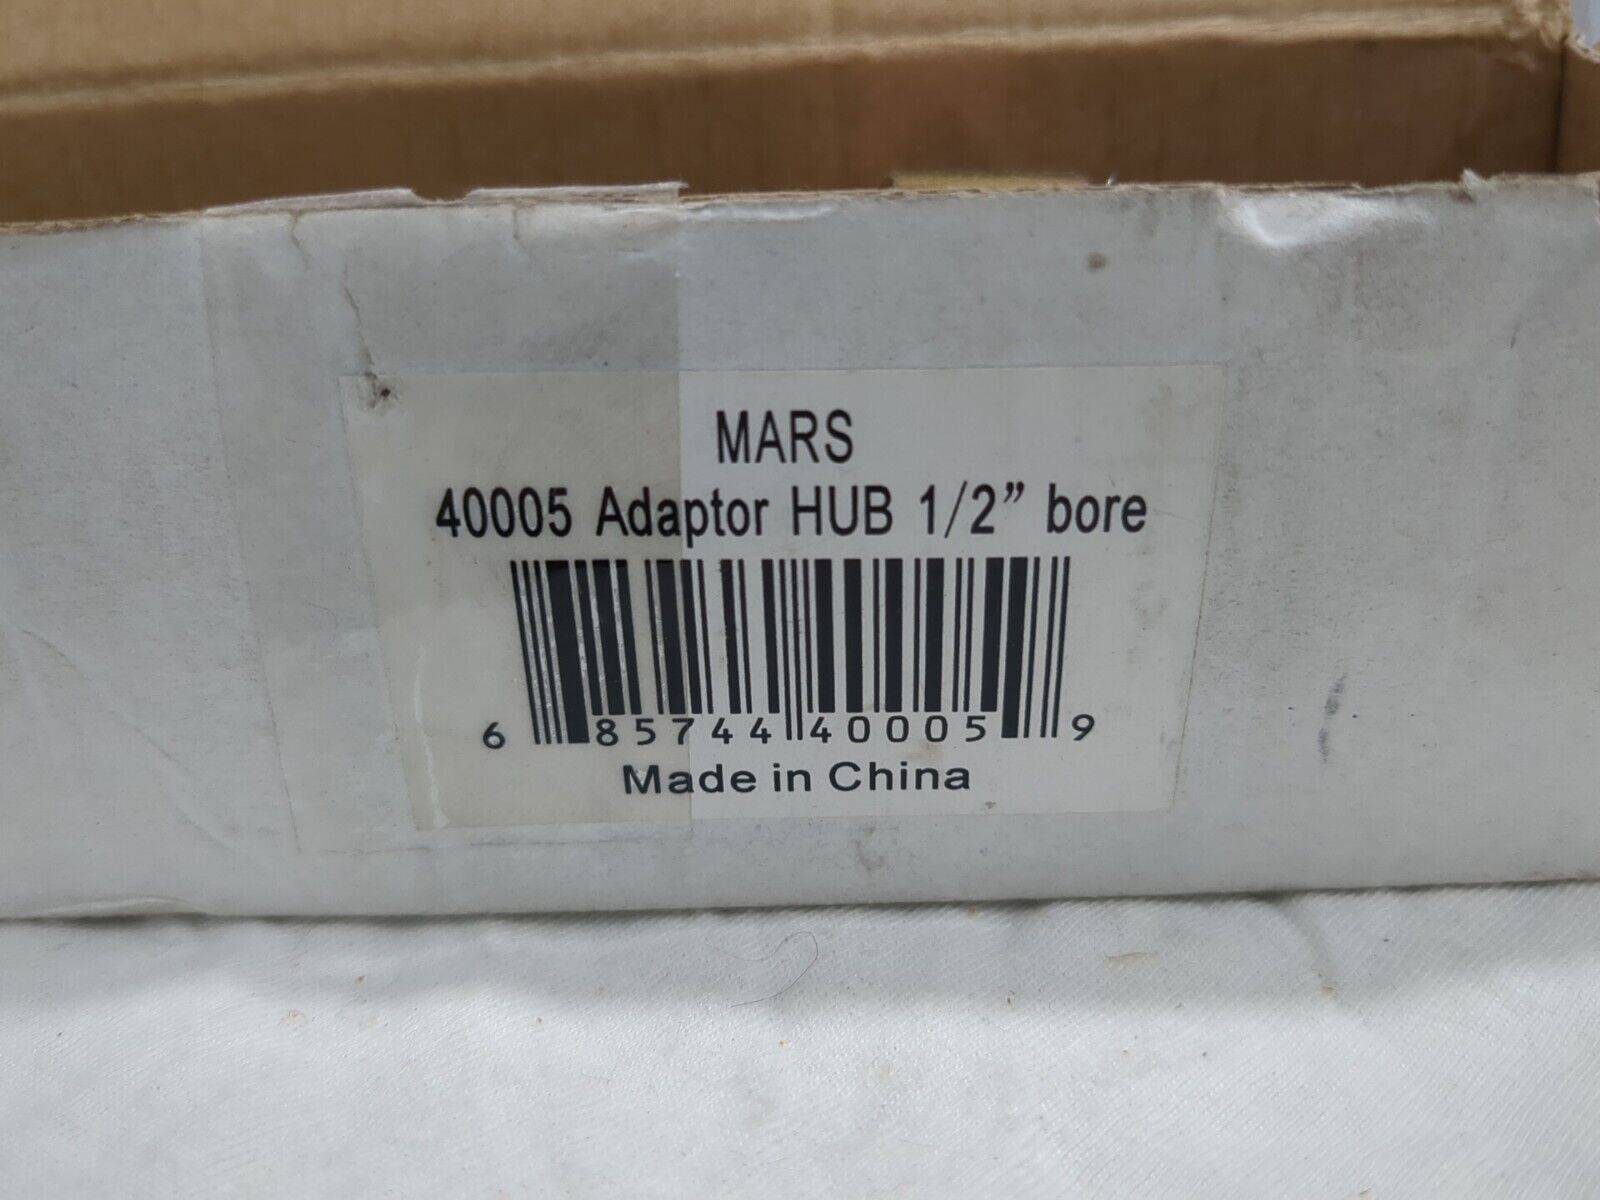 MARS
40005 Adaptor HUB 1/2” bore
6 85744 40005 9
Made in China